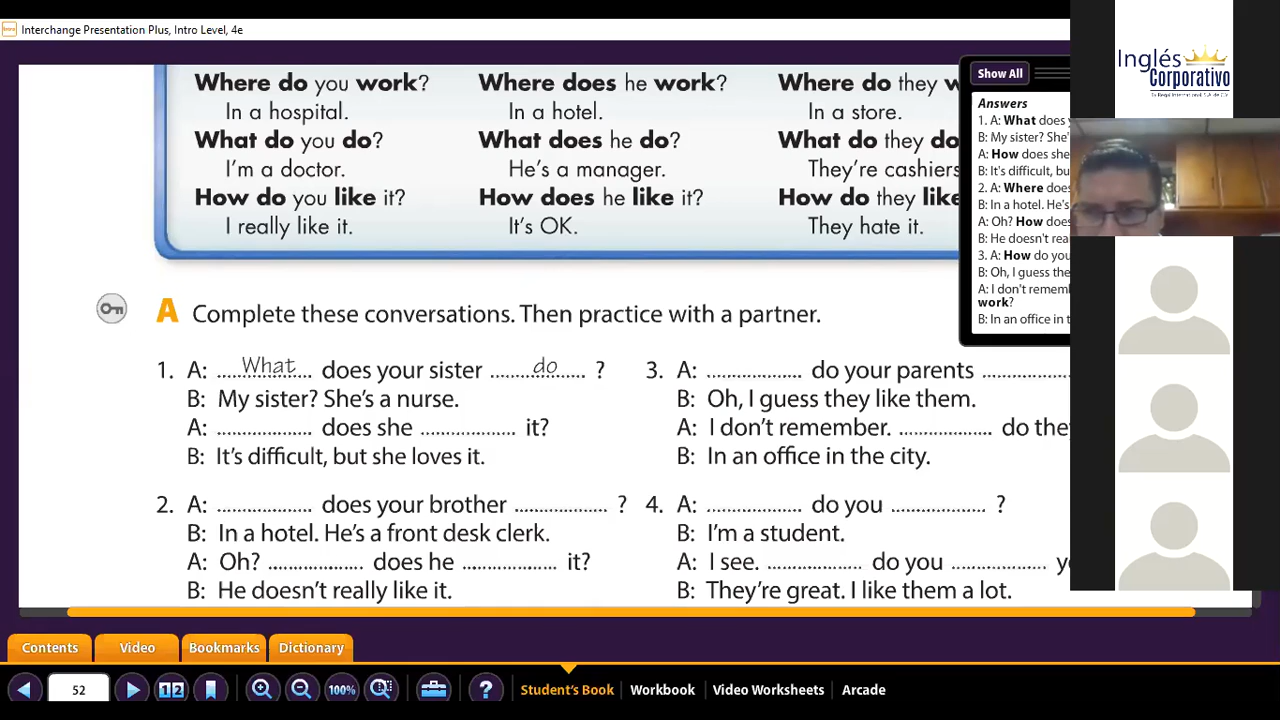 Interchange Presentation Plus, Intro Level, 4e
Where do you work? Where does he work? Where do they
In a hospital. In a hotel. In a store.
What do you do? What does he do? What do they do
I'm a doctor. He's a manager. They're cashiers
How do you like it? How does he like it? How do they like
I really like it. It's OK. They hate it.
Show All
Answers
1. A: What does
B: My sister? She'
A: How does she
B: It's difficult, bu
2. A: Where does
B: In a hotel. He's
A: Oh? How does
B: He doesn't rea
3. A: How do you
B: Oh, I guess the
A: I don't rememb
work?
B: In an office in t
Inglés
Corporativo
A Complete these conversations. Then practice with a partner.
1. A: What does your sister do ?
B: My sister? She's a nurse.
A: .................. does she .................. it?
B: It's difficult, but she loves it.
2. A: .................. does your brother .................. ?
B: In a hotel. He's a front desk clerk.
A: Oh? .................. does he .................. it?
B: He doesn't really like it.
3. A: .................. do your parents ..................
B: Oh, I guess they like them.
A: I don't remember. .................. do they
B: In an office in the city.
4. A: .................. do you .................. ?
B: I'm a student.
A: I see. .................. do you .................. y
B: They're great. I like them a lot.
Contents Video Bookmarks Dictionary
52 12 100% ? Student's Book Workbook Video Worksheets Arcade